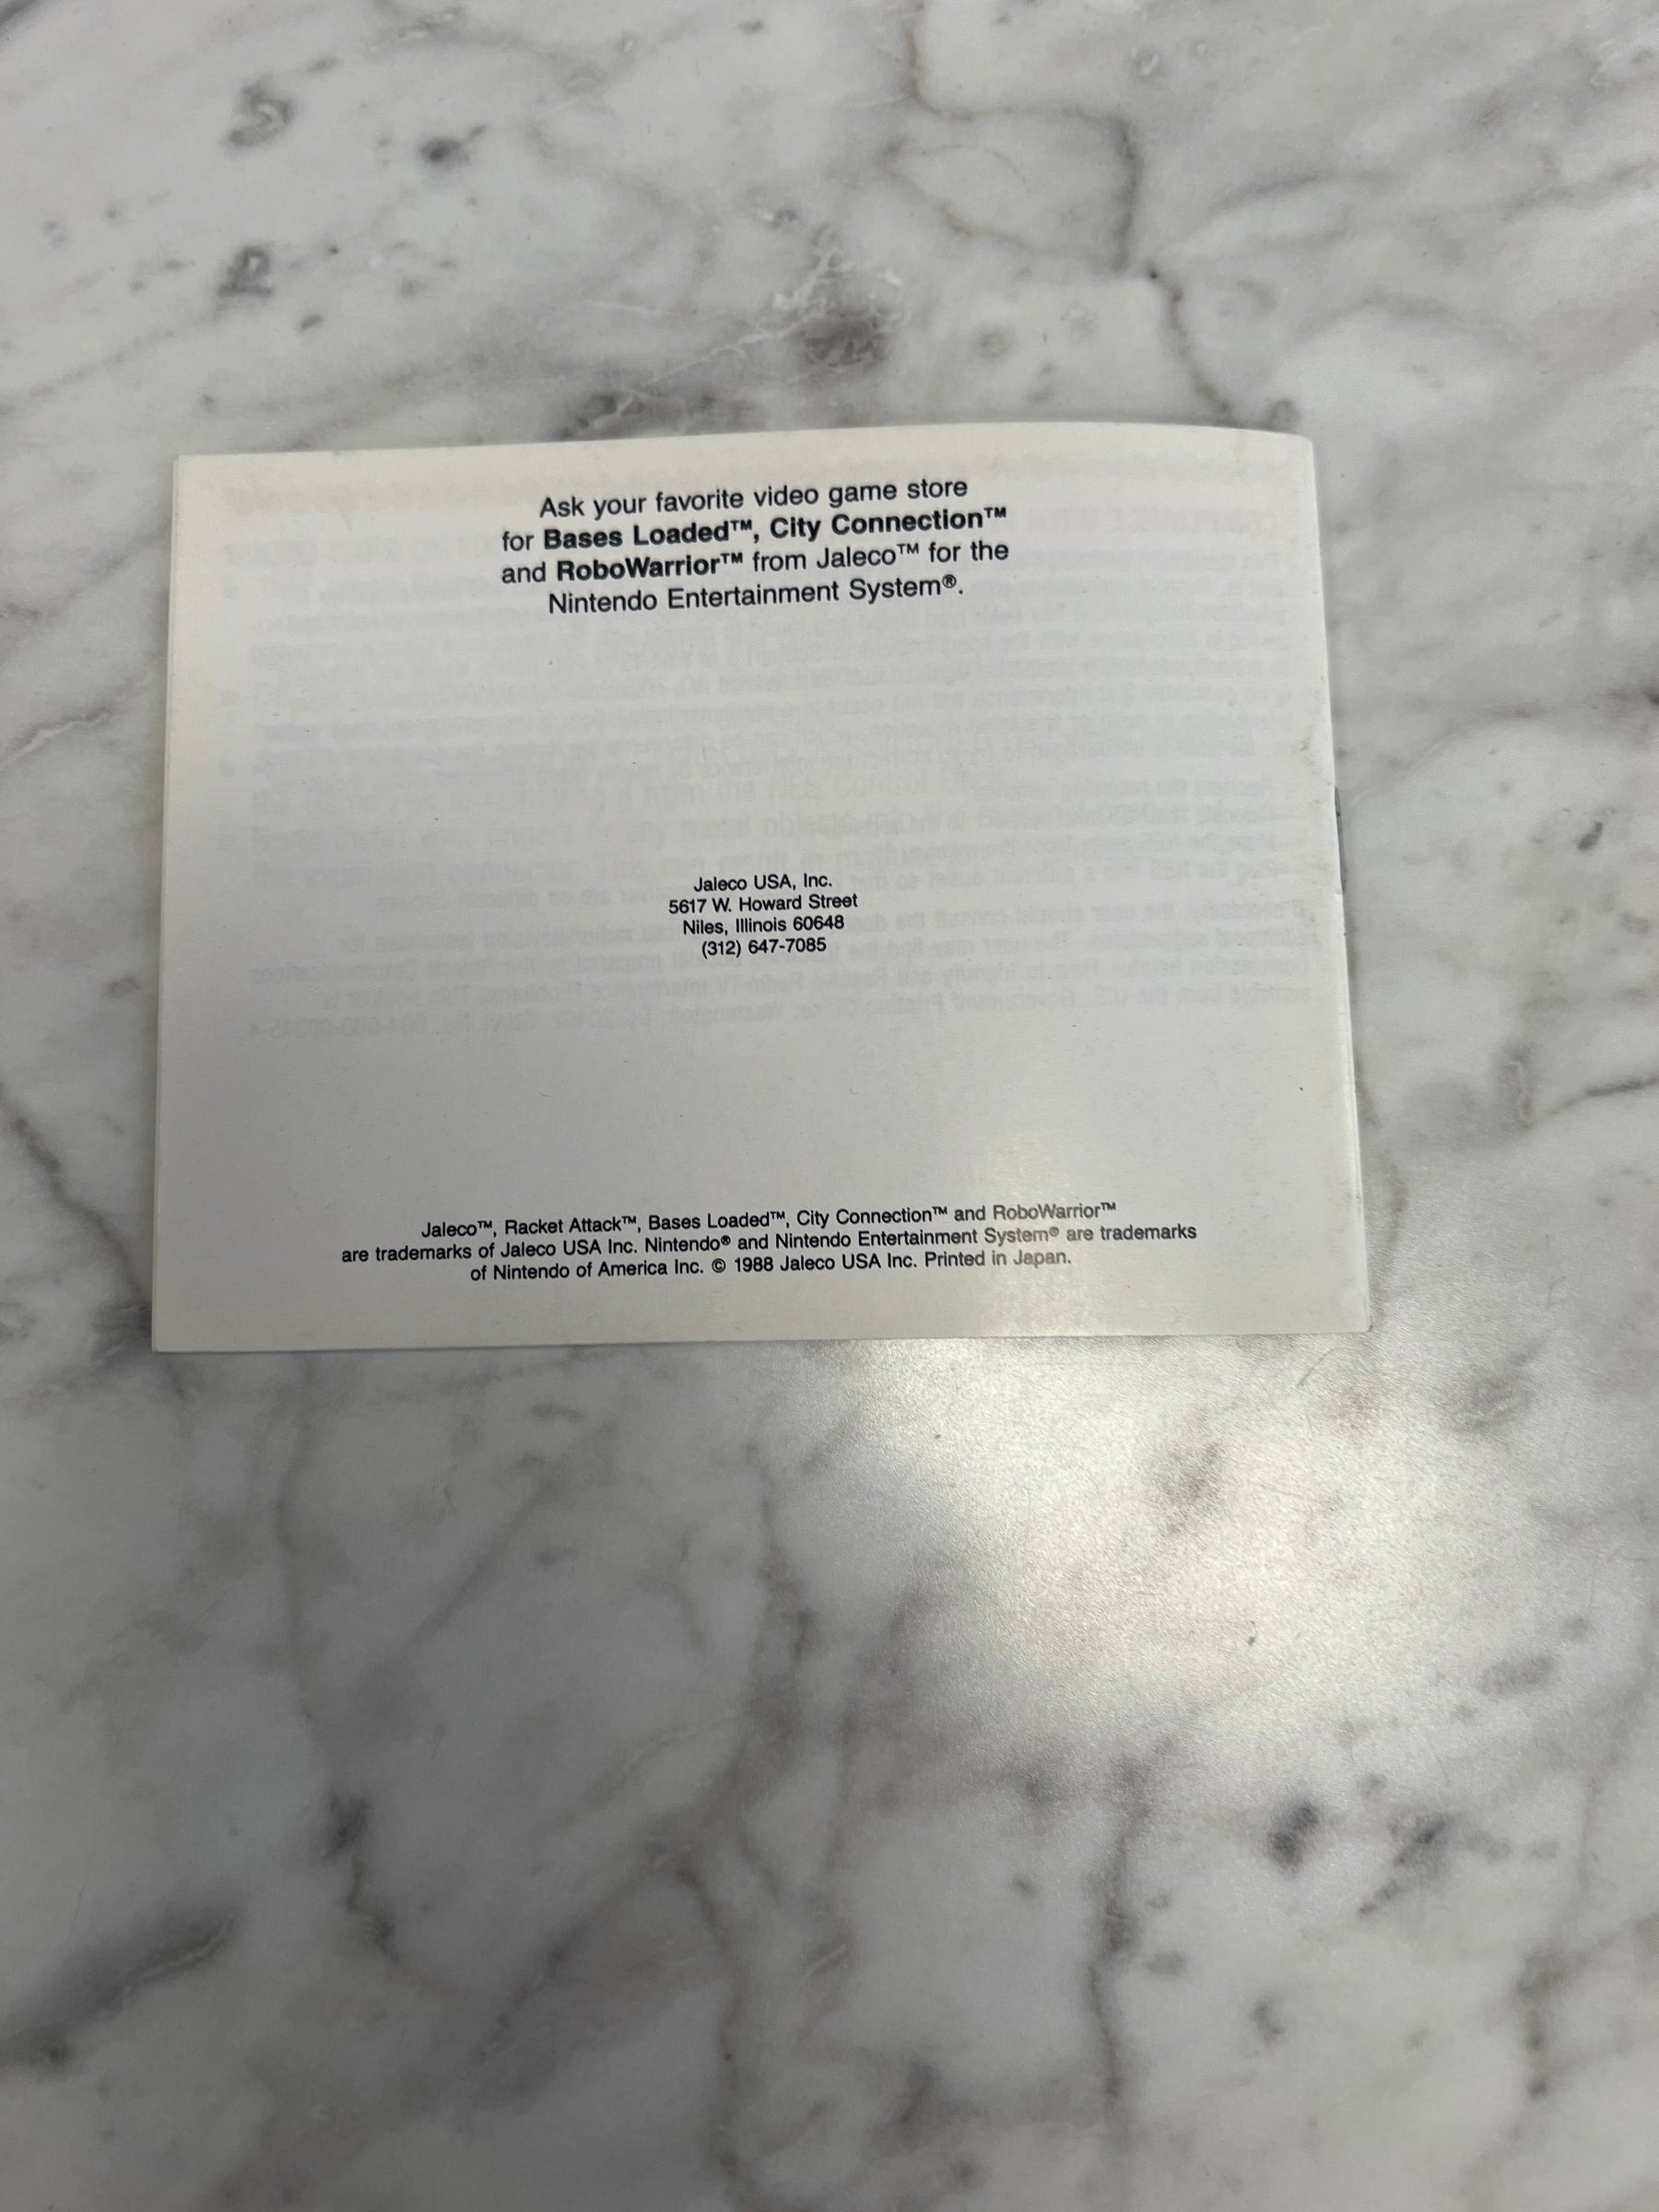 Ask your favorite video game store
for Bases Loaded™, City Connection™
and RoboWarrior™ from Jaleco™ for the
Nintendo Entertainment System®.
Jaleco USA, Inc.
5617 W. Howard Street
Niles, Illinois 60648
(312) 647-7085
Jaleco™, Racket Attack™, Bases Loaded™, City Connection™ and RoboWarrior™
are trademarks of Jaleco USA Inc. Nintendo® and Nintendo Entertainment System® are trademarks
of Nintendo of America Inc. © 1988 Jaleco USA Inc. Printed in Japan.